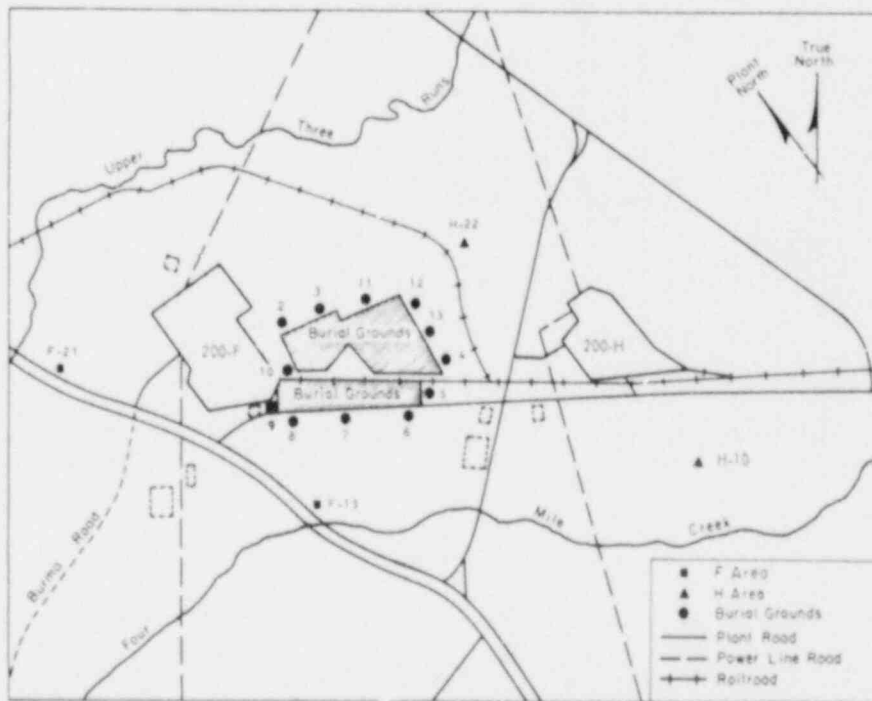 True
North
Plant
North
Upper
Three
Runs
H-22
2
3
11
12
13
4
Burial Grounds
200-F
200-H
F-21
10
Burial Grounds
5
9
8
7
6
H-10
F-13
Mile
Creek
Burma Road
Four
F Area
H Area
Burial Grounds
Plant Road
Power Line Road
Railroad